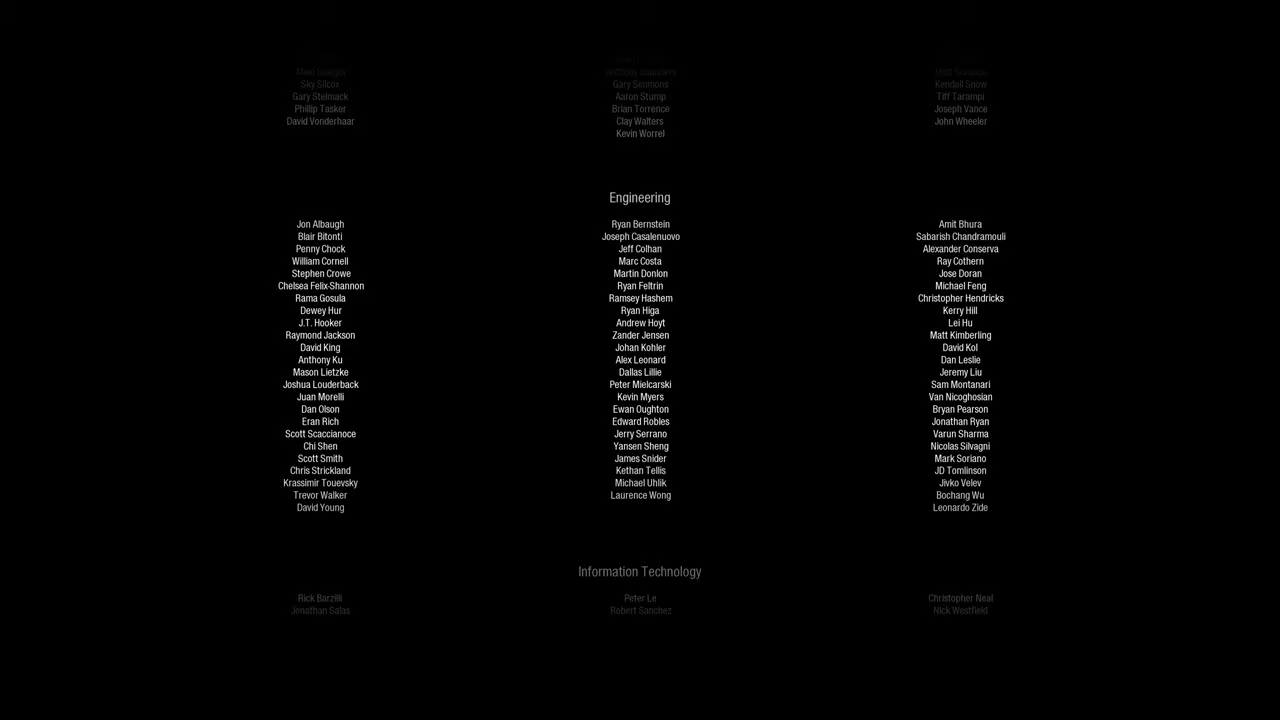 Sky Silcox
Gary Simmons
Kendall Snow
Gary Stelmack
Aaron Stump
Tiff Tarampi
Phillip Tasker
Brian Torrence
Joseph Vance
David Vonderhaar
Clay Walters
John Wheeler
Kevin Worrel
Engineering
Jon Albaugh
Ryan Bernstein
Amit Bhura
Blair Bitonti
Joseph Casalenuovo
Sabarish Chandramouli
Penny Chock
Jeff Colhan
Alexander Conserva
William Cornell
Marc Costa
Ray Cothern
Stephen Crowe
Martin Donlon
Jose Doran
Chelsea Felix-Shannon
Ryan Feltrin
Michael Feng
Rama Gosula
Ramsey Hashem
Christopher Hendricks
Dewey Hur
Ryan Higa
Kerry Hill
J.T. Hooker
Andrew Hoyt
Lei Hu
Raymond Jackson
Zander Jensen
Matt Kimberling
David King
Johan Kohler
David Kol
Anthony Ku
Alex Leonard
Dan Leslie
Mason Lietzke
Dallas Lillie
Jeremy Liu
Joshua Louderback
Peter Mielcarski
Sam Montanari
Juan Morelli
Kevin Myers
Van Nicoghosian
Dan Olson
Ewan Oughton
Bryan Pearson
Eran Rich
Edward Robles
Jonathan Ryan
Scott Scaccianoce
Jerry Serrano
Varun Sharma
Chi Shen
Yansen Sheng
Nicolas Silvagni
Scott Smith
James Snider
Mark Soriano
Chris Strickland
Kethan Tellis
JD Tomlinson
Krassimir Touevsky
Michael Uhlik
Jivko Velev
Trevor Walker
Laurence Wong
Bochang Wu
David Young
Leonardo Zide
Information Technology
Rick Barzilli
Peter Le
Christopher Neal
Jonathan Salas
Robert Sanchez
Nick Westfield